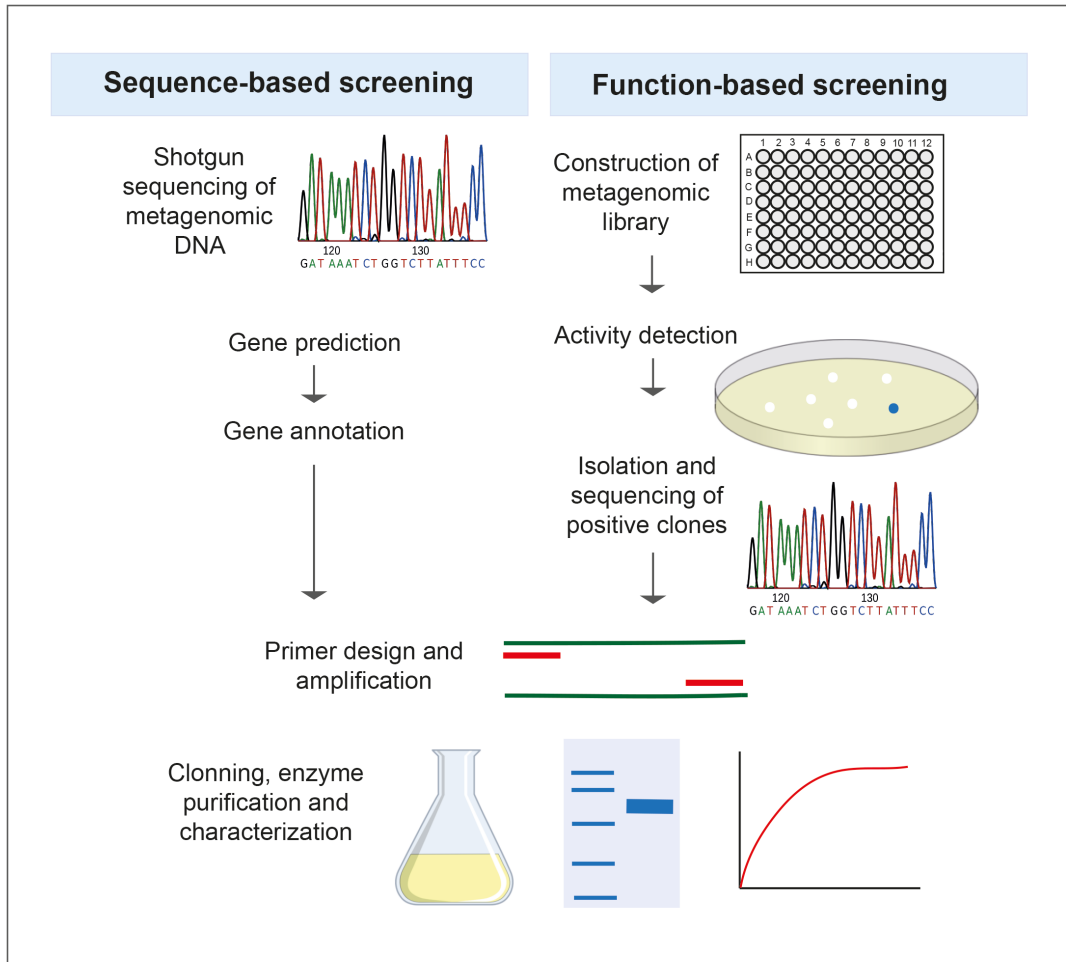 Sequence-based screening
Function-based screening
Shotgun
sequencing of
metagenomic
DNA
120 130
GATAAATCTGGTCTTATTTCC
Gene prediction
Gene annotation
Construction of
metagenomic
library
1 2 3 4 5 6 7 8 9 10 11 12
A
B
C
D
E
F
G
H
Activity detection
Isolation and
sequencing of
positive clones
120 130
GATAAATCTGGTCTTATTTCC
Primer design and
amplification
Clonning, enzyme
purification and
characterization